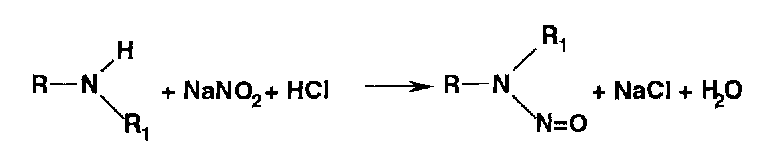 R–N H R₁ + NaNO₂ + HCl ⟶ R–N R₁ N=O + NaCl + H₂O